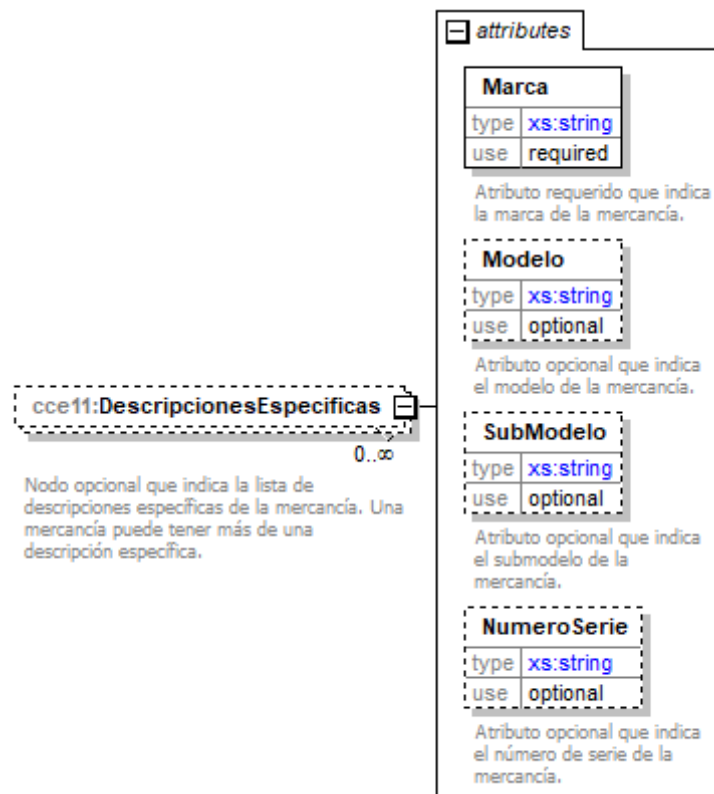 attributes
Marca
type xs:string
use required
Atributo requerido que indica
la marca de la mercancía.
Modelo
type xs:string
use optional
Atributo opcional que indica
el modelo de la mercancía.
cce11:DescripcionesEspecificas
0..∞
Nodo opcional que indica la lista de
descripciones específicas de la mercancía. Una
mercancía puede tener más de una
descripción específica.
SubModelo
type xs:string
use optional
Atributo opcional que indica
el submodelo de la
mercancía.
NumeroSerie
type xs:string
use optional
Atributo opcional que indica
el número de serie de la
mercancía.